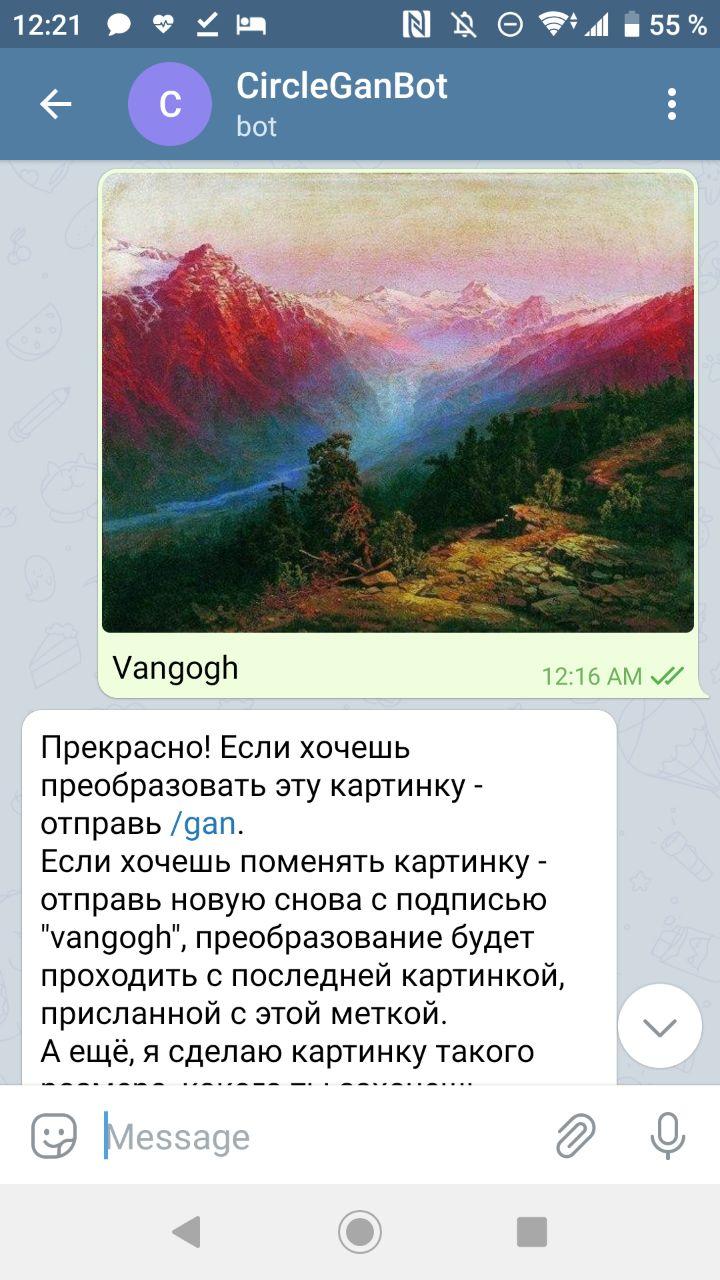 12:21
55 %
C
CircleGanBot
bot
Vangogh
12:16 AM
Прекрасно! Если хочешь
преобразовать эту картинку -
отправь /gan.
Если хочешь поменять картинку -
отправь новую снова с подписью
"vangogh", преобразование будет
проходить с последней картинкой,
присланной с этой меткой.
А ещё, я сделаю картинку такого
Message